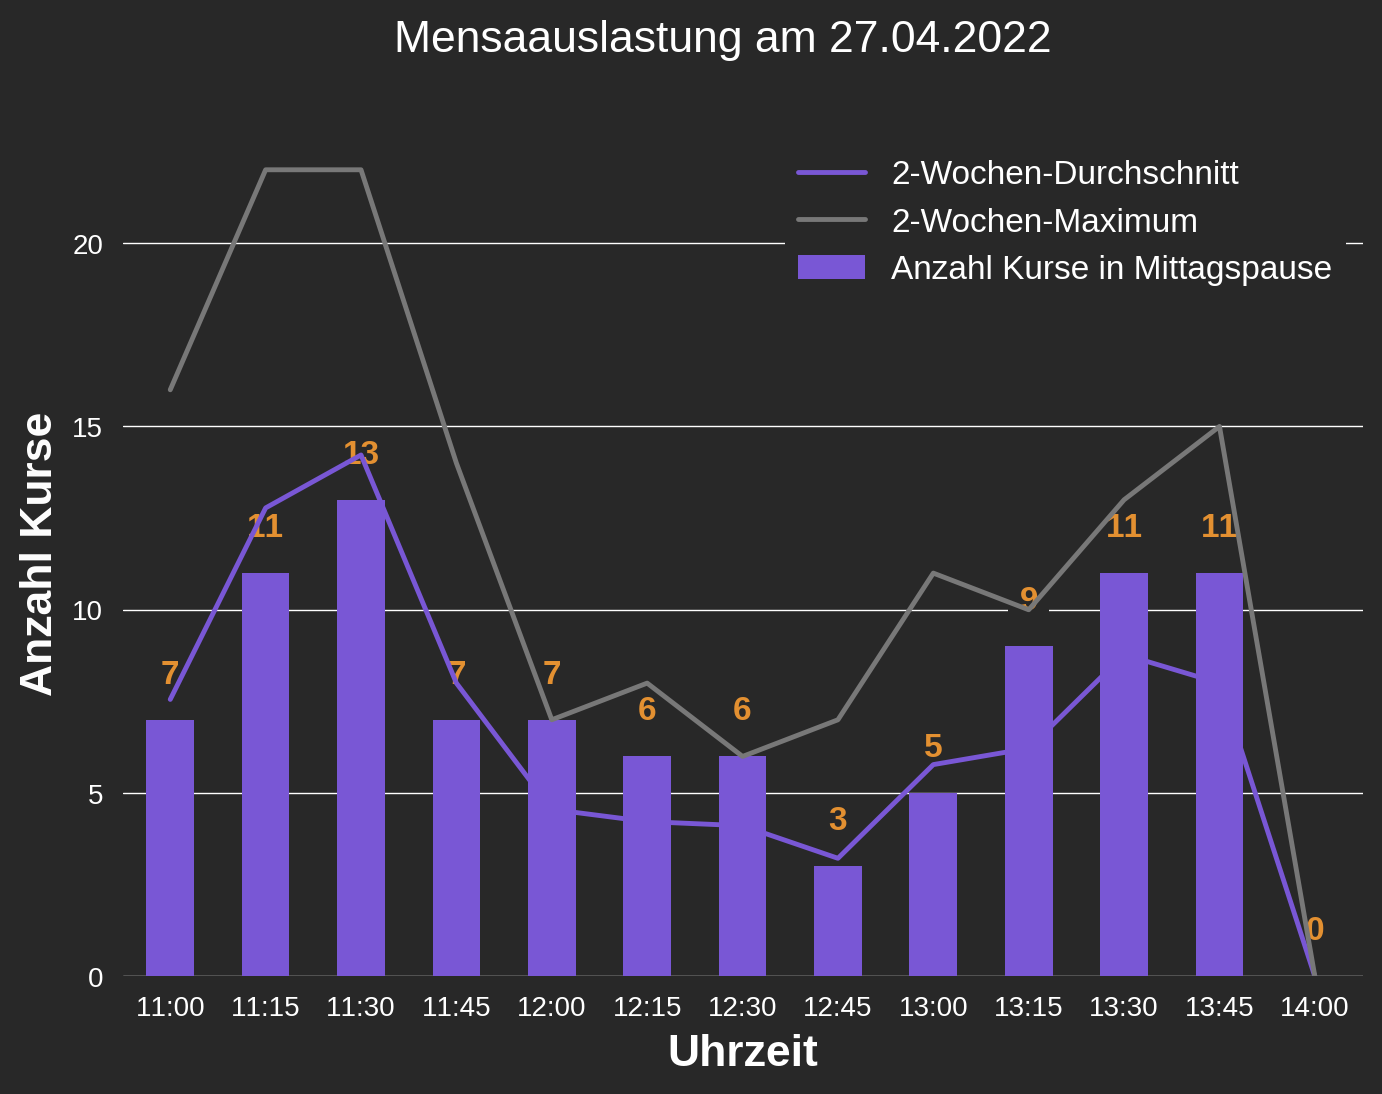 Mensaauslastung am 27.04.2022
2-Wochen-Durchschnitt
2-Wochen-Maximum
Anzahl Kurse in Mittagspause
Anzahl Kurse
20
15
10
5
0
7
11
13
7
7
6
6
3
5
9
11
11
0
11:00 11:15 11:30 11:45 12:00 12:15 12:30 12:45 13:00 13:15 13:30 13:45 14:00
Uhrzeit